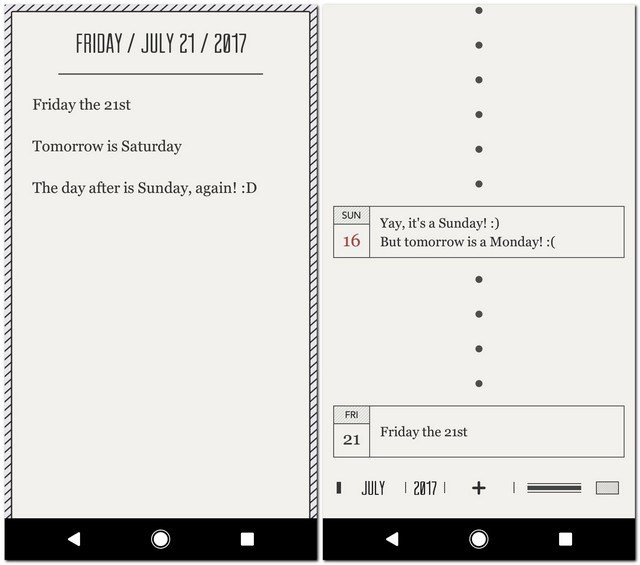 FRIDAY / JULY 21 / 2017
Friday the 21st
Tomorrow is Saturday
The day after is Sunday, again! :D
SUN
16
Yay, it's a Sunday! :)
But tomorrow is a Monday! :(
FRI
21
Friday the 21st
JULY | 2017 | + |